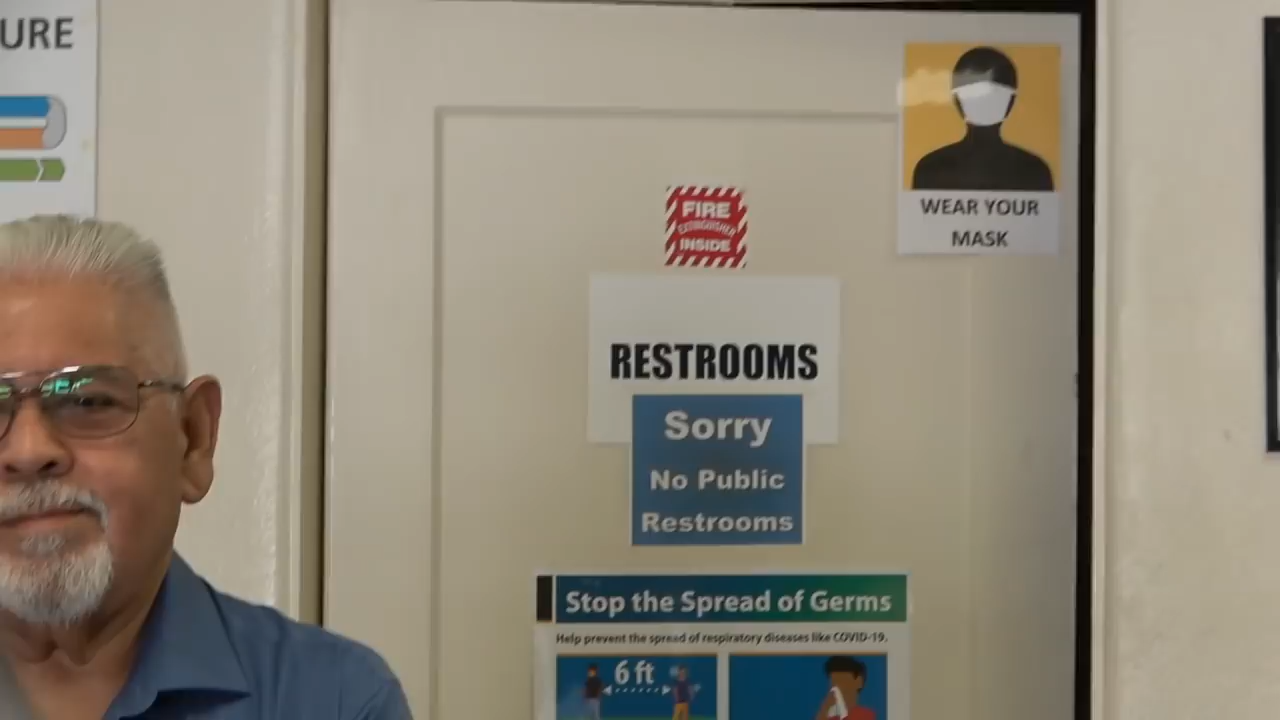 URE
WEAR YOUR
MASK
FIRE
EXTINGUISHER
INSIDE
RESTROOMS
Sorry
No Public
Restrooms
Stop the Spread of Germs
Help prevent the spread of respiratory diseases like COVID-19.
6 ft